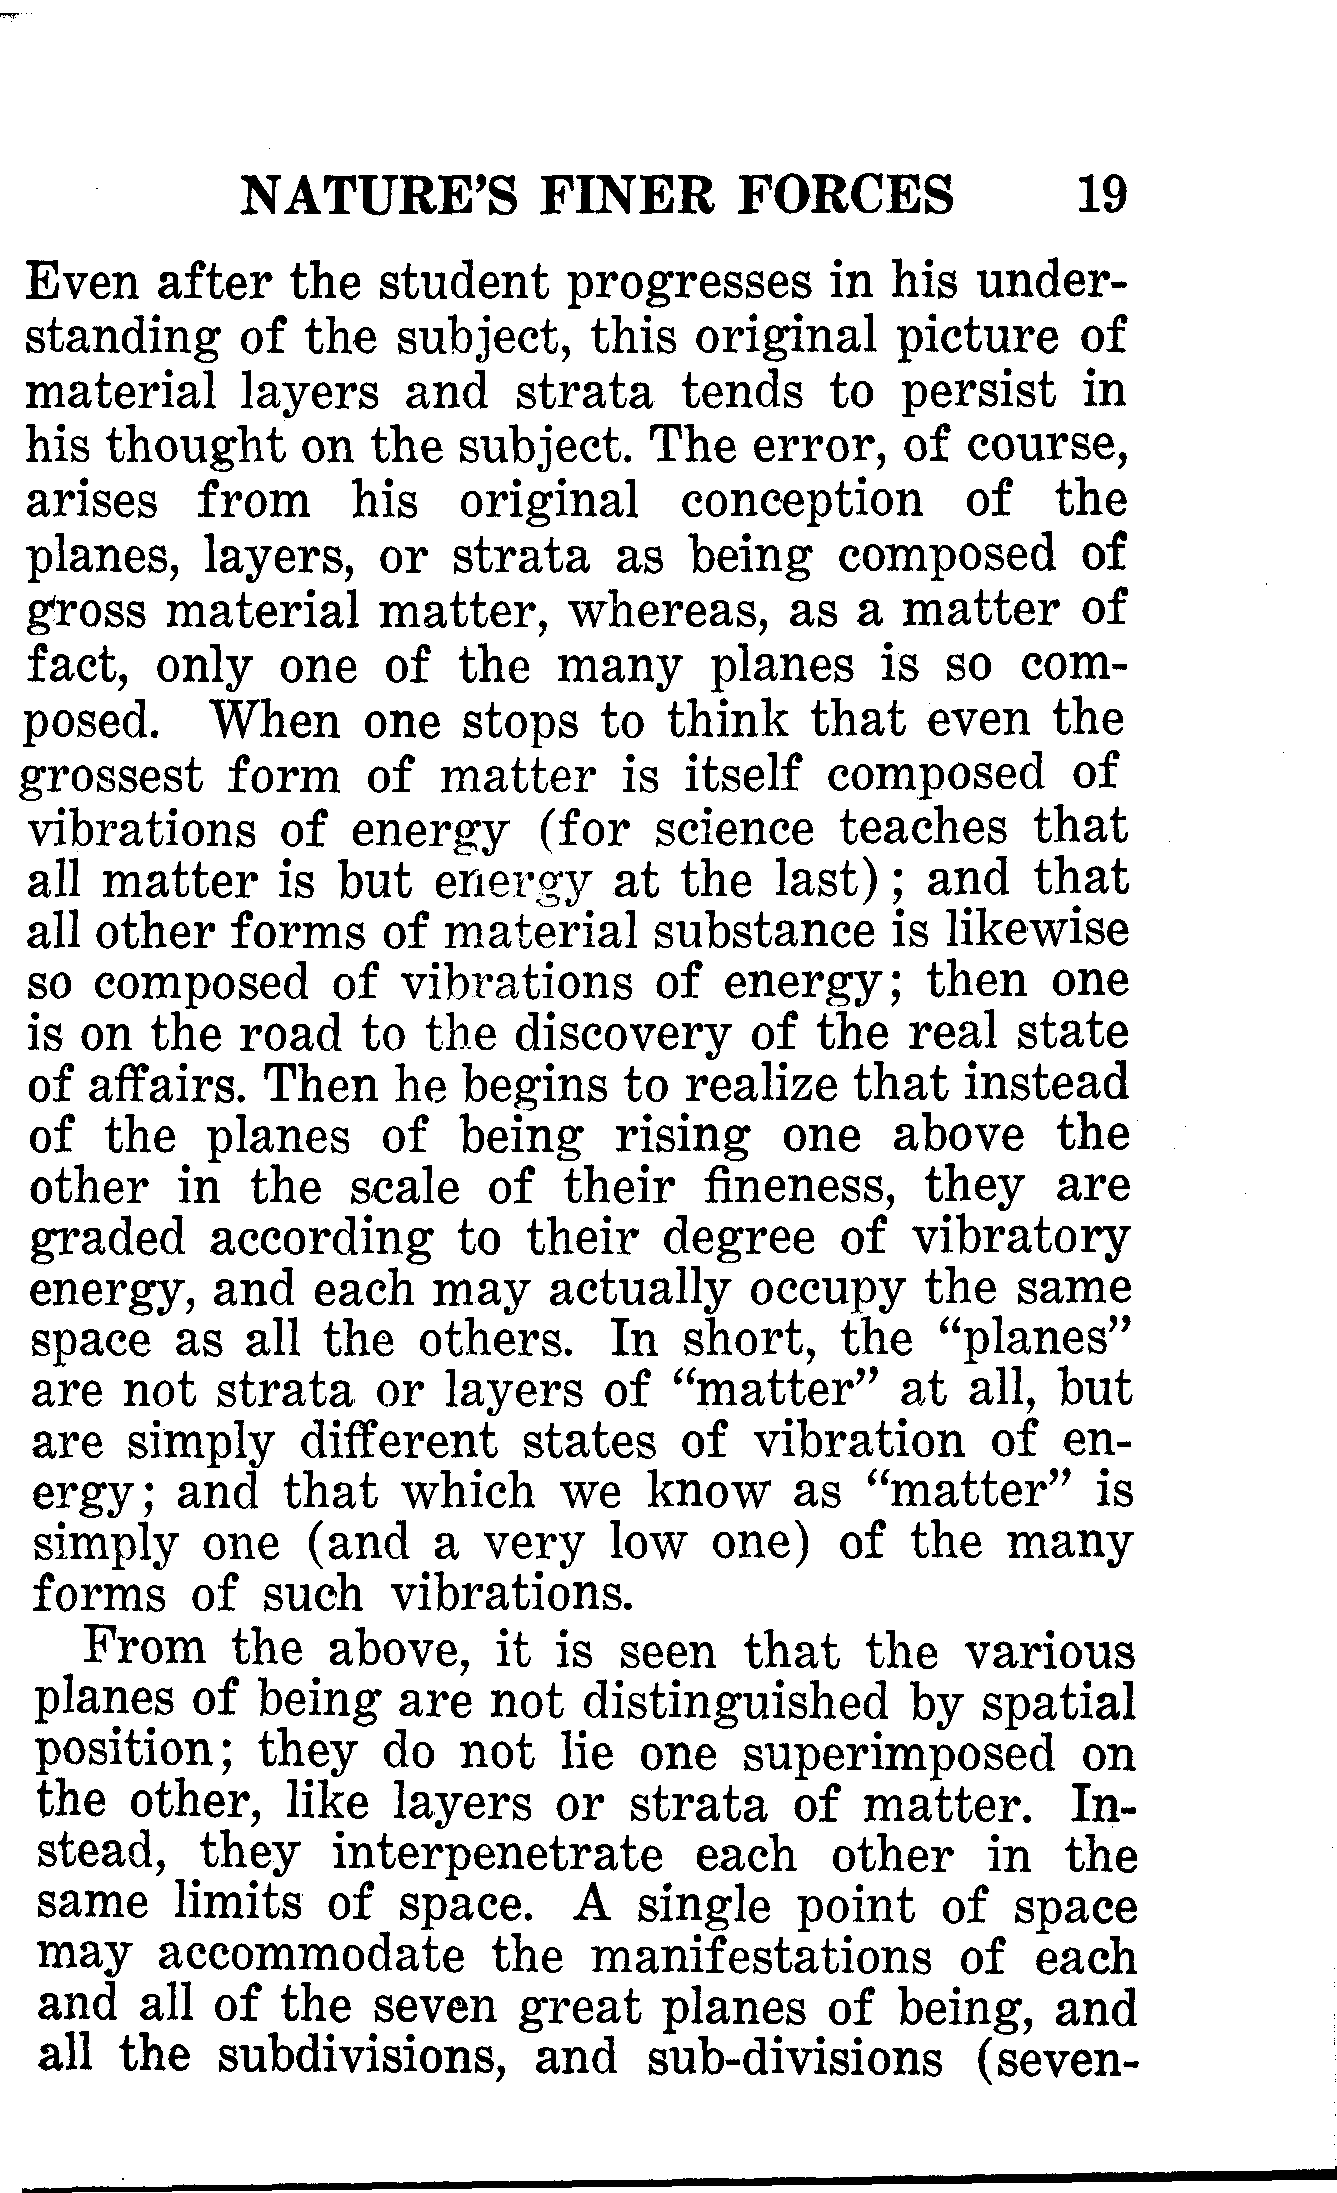 NATURE'S FINER FORCES 19
Even after the student progresses in his under-
standing of the subject, this original picture of
material layers and strata tends to persist in
his thought on the subject. The error, of course,
arises from his original conception of the
planes, layers, or strata as being composed of
gross material matter, whereas, as a matter of
fact, only one of the many planes is so com-
posed. When one stops to think that even the
grossest form of matter is itself composed of
vibrations of energy (for science teaches that
all matter is but energy at the last); and that
all other forms of material substance is likewise
so composed of vibrations of energy; then one
is on the road to the discovery of the real state
of affairs. Then he begins to realize that instead
of the planes of being rising one above the
other in the scale of their fineness, they are
graded according to their degree of vibratory
energy, and each may actually occupy the same
space as all the others. In short, the “planes”
are not strata or layers of “matter” at all, but
are simply different states of vibration of en-
ergy; and that which we know as “matter” is
simply one (and a very low one) of the many
forms of such vibrations.
From the above, it is seen that the various
planes of being are not distinguished by spatial
position; they do not lie one superimposed on
the other, like layers or strata of matter. In-
stead, they interpenetrate each other in the
same limits of space. A single point of space
may accommodate the manifestations of each
and all of the seven great planes of being, and
all the subdivisions, and sub-divisions (seven-